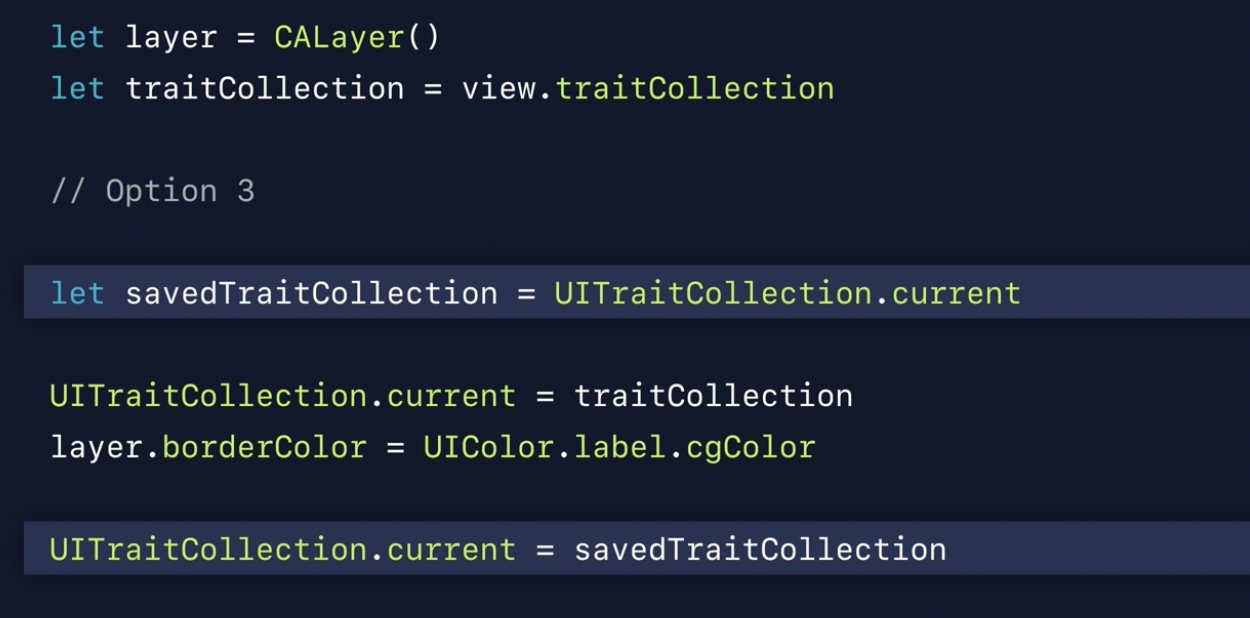 let layer = CALayer()
let traitCollection = view.traitCollection
// Option 3
let savedTraitCollection = UITraitCollection.current
UITraitCollection.current = traitCollection
layer.borderColor = UIColor.label.cgColor
UITraitCollection.current = savedTraitCollection